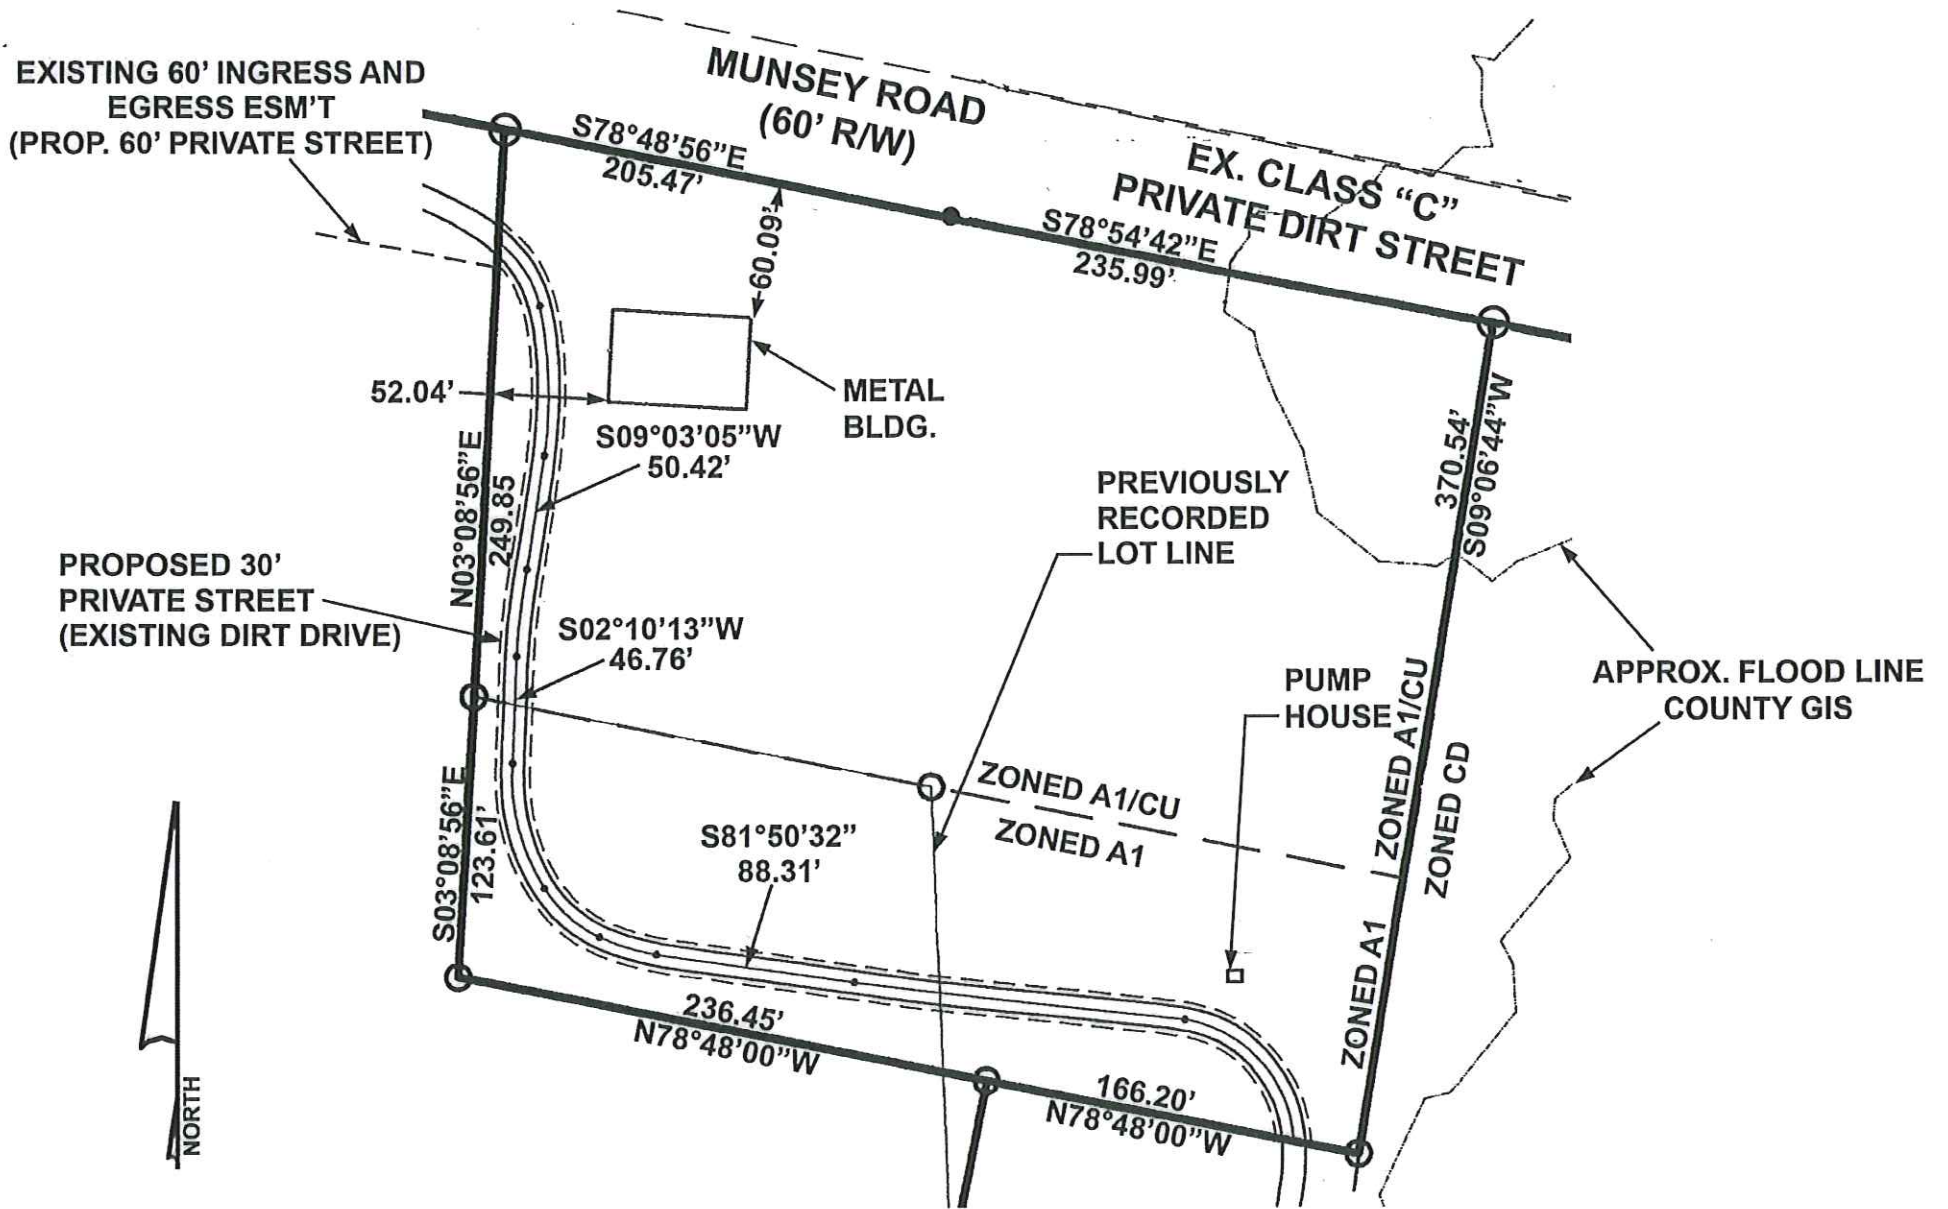 EXISTING 60' INGRESS AND
EGRESS ESM'T
(PROP. 60' PRIVATE STREET)
MUNSEY ROAD
(60' R/W)
EX. CLASS “C”
PRIVATE DIRT STREET
S78°48'56”E
205.47'
S78°54'42”E
235.99'
60.09'
52.04'
METAL
BLDG.
S09°03'05”W
50.42'
N03°08'56”E
249.85
370.54'
S09°06'44”W
PREVIOUSLY
RECORDED
LOT LINE
PROPOSED 30'
PRIVATE STREET
(EXISTING DIRT DRIVE)
S02°10'13”W
46.76'
PUMP
HOUSE
APPROX. FLOOD LINE
COUNTY GIS
ZONED A1/CU
ZONED CD
ZONED A1/CU
ZONED A1
S03°08'56”E
123.61'
S81°50'32”
88.31'
ZONED A1
236.45'
N78°48'00”W
166.20'
N78°48'00”W
NORTH